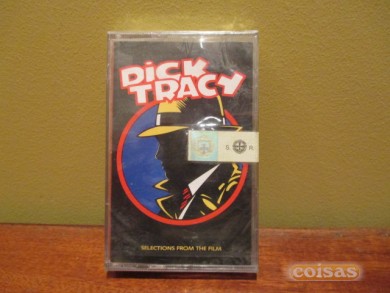 DICK
TRACY
S. R.
SELECTIONS FROM THE FILM
coisas